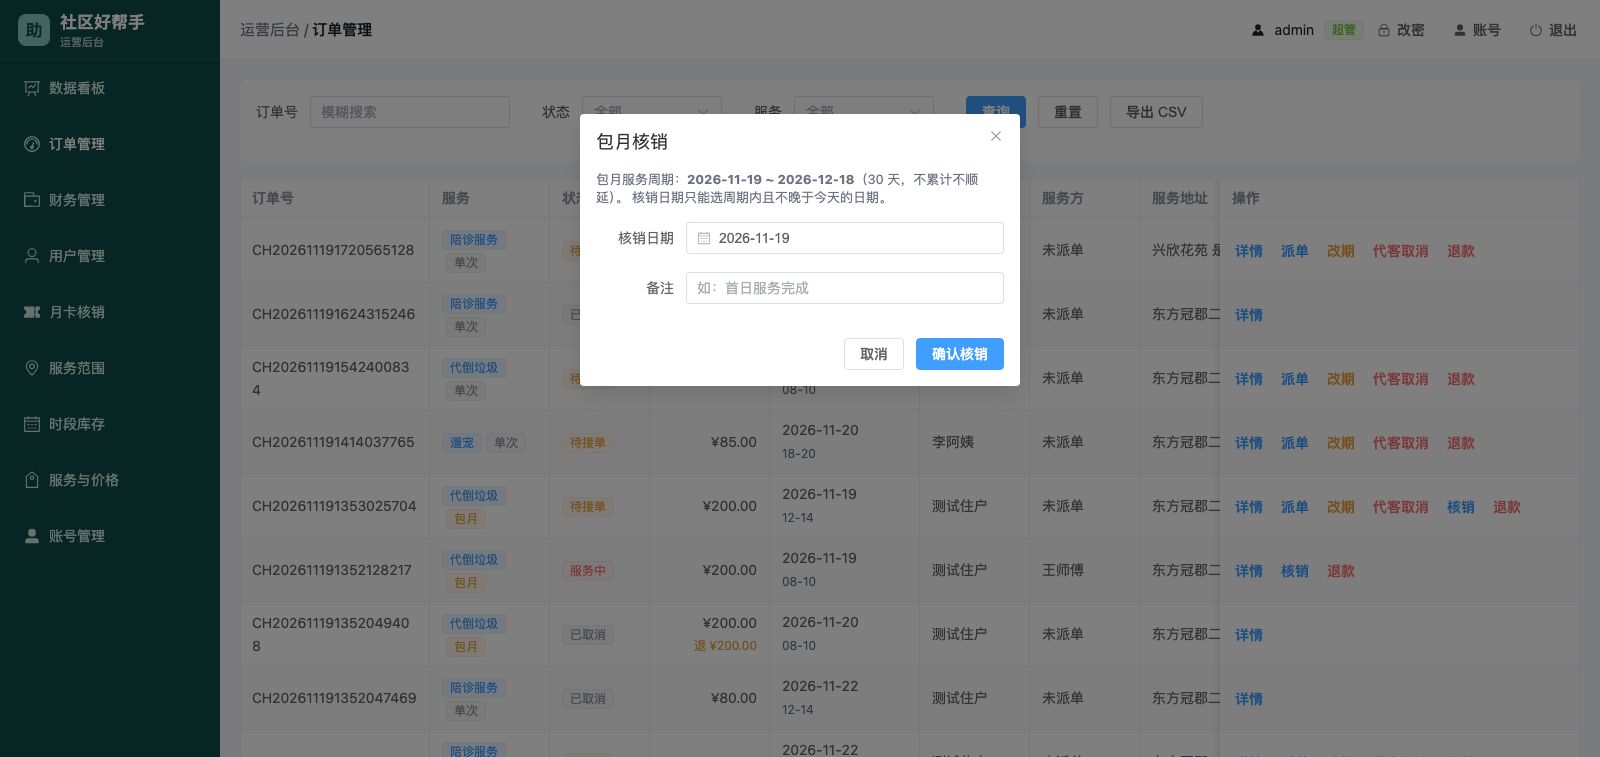 助
社区好帮手
运营后台
数据看板
订单管理
财务管理
用户管理
月卡核销
服务范围
时段库存
服务与价格
账号管理
运营后台 / 订单管理
admin 超管 改密 账号 退出
订单号 模糊搜索 状态 全部 服务 全部 查询 重置 导出 CSV
包月核销
包月服务周期：2026-11-19 ~ 2026-12-18（30 天，不累计不顺
延）。核销日期只能选周期内且不晚于今天的日期。
核销日期 2026-11-19
备注 如：首日服务完成
取消 确认核销
订单号 服务 服务方 服务地址 操作
CH202611191720565128 陪诊服务 单次 未派单 兴欣花苑 详情 派单 改期 代客取消 退款
CH202611191624315246 陪诊服务 单次 未派单 东方冠郡二 详情
CH20261119154240083
4 代倒垃圾 单次 08-10 未派单 东方冠郡二 详情 派单 改期 代客取消 退款
CH202611191414037765 遛宠 单次 待接单 ¥85.00 2026-11-20
18-20 李阿姨 未派单 东方冠郡二 详情 派单 改期 代客取消 退款
CH202611191353025704 代倒垃圾 包月 待接单 ¥200.00 2026-11-19
12-14 测试住户 未派单 东方冠郡二 详情 派单 改期 代客取消 核销 退款
CH202611191352128217 代倒垃圾 包月 服务中 ¥200.00 2026-11-19
08-10 测试住户 王师傅 东方冠郡二 详情 核销 退款
CH20261119135204940
8 代倒垃圾 包月 已取消 ¥200.00
退 ¥200.00 2026-11-20
08-10 测试住户 未派单 东方冠郡二 详情
CH202611191352047469 陪诊服务 单次 已取消 ¥80.00 2026-11-22
12-14 测试住户 未派单 东方冠郡二 详情
陪诊服务 2026-11-22